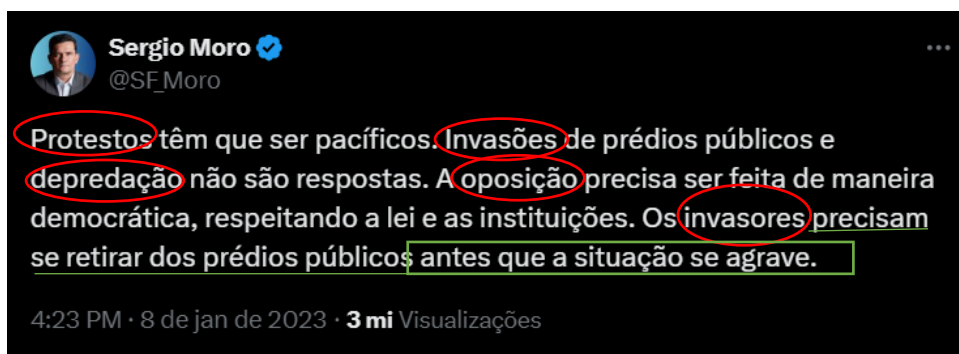 Sergio Moro
@SF_Moro
Protestos têm que ser pacíficos. Invasões de prédios públicos e
depredação não são respostas. A oposição precisa ser feita de maneira
democrática, respeitando a lei e as instituições. Os invasores precisam
se retirar dos prédios públicos antes que a situação se agrave.
4:23 PM · 8 de jan de 2023 · 3 mi Visualizações